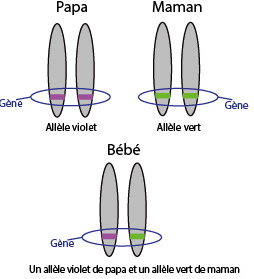 Papa Maman
Gène Gène
Allèle violet Allèle vert
Bébé
Gène
Un allèle violet de papa et un allèle vert de maman